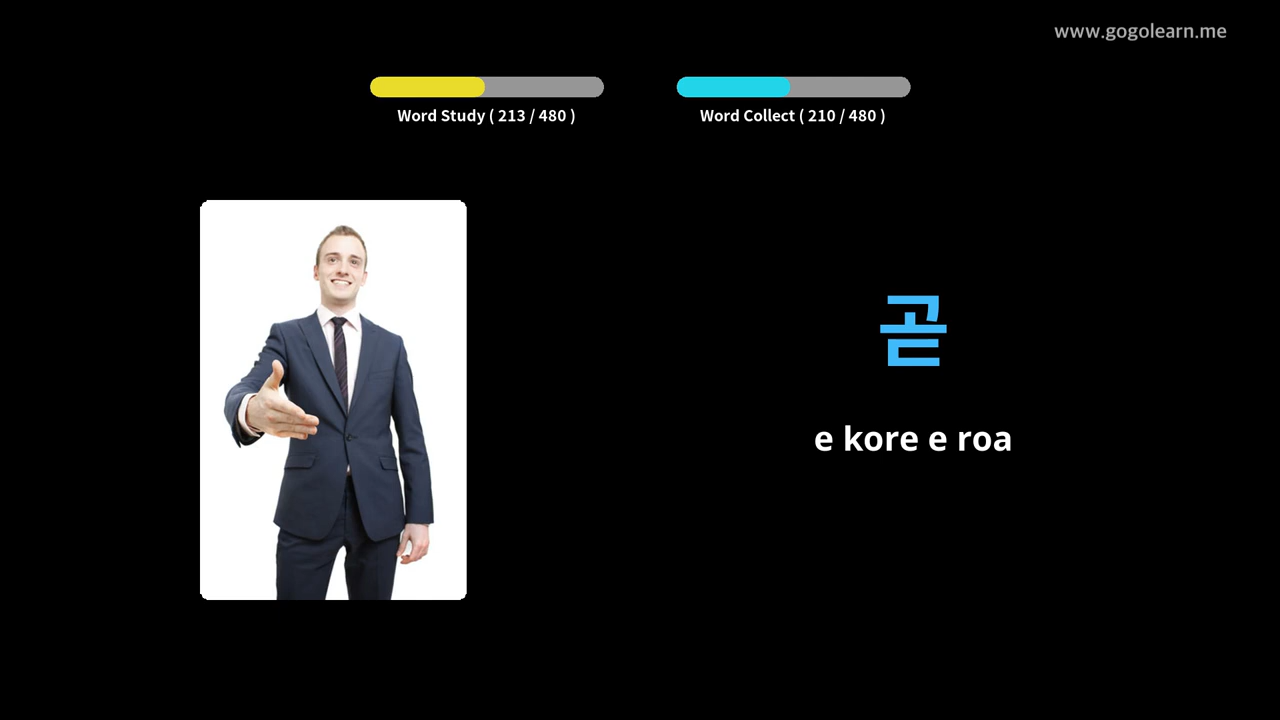 www.gogolearn.me
Word Study ( 213 / 480 )
Word Collect ( 210 / 480 )
곧
e kore e roa